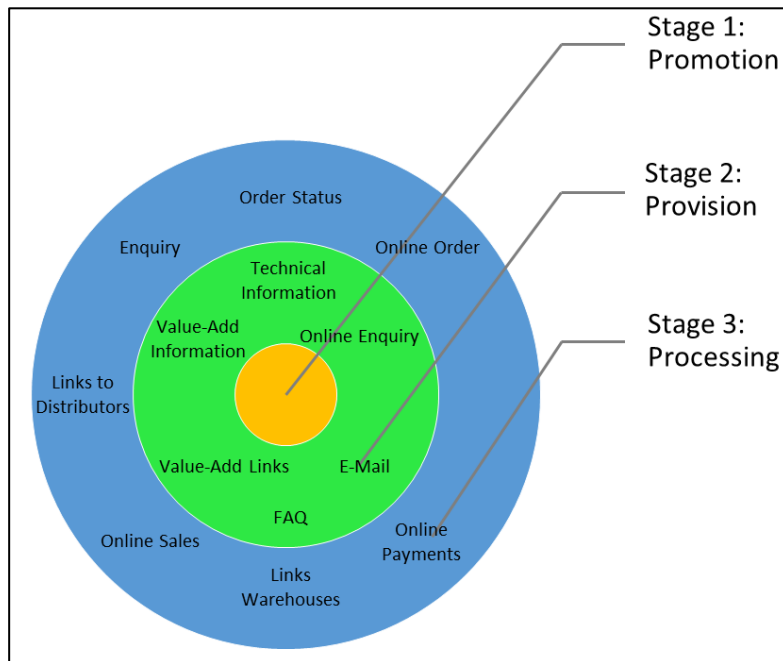 Stage 1:
Promotion
Stage 2:
Provision
Order Status
Enquiry
Online Order
Technical
Information
Value-Add
Information
Online Enquiry
Stage 3:
Processing
Links to
Distributors
Value-Add Links
E-Mail
FAQ
Online Sales
Online
Payments
Links
Warehouses